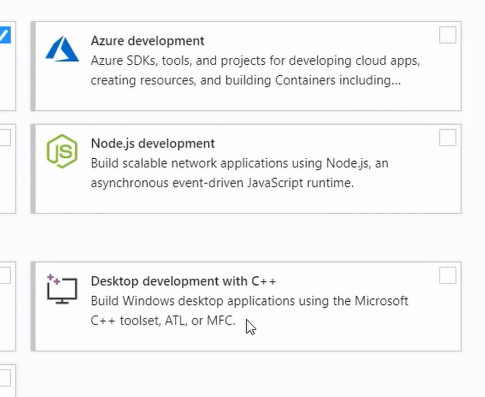 Azure development
Azure SDKs, tools, and projects for developing cloud apps,
creating resources, and building Containers including...
JS
Node.js development
Build scalable network applications using Node.js, an
asynchronous event-driven JavaScript runtime.
Desktop development with C++
Build Windows desktop applications using the Microsoft
C++ toolset, ATL, or MFC.